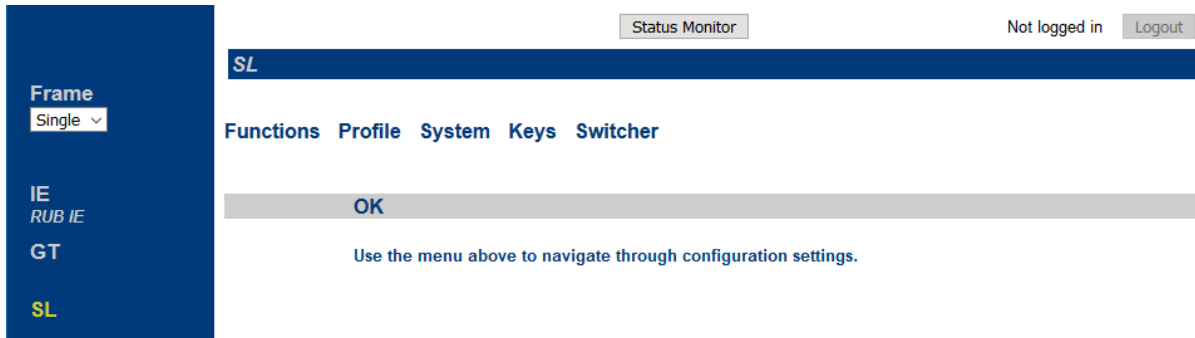 Status Monitor Not logged in Logout
SL
Frame
Single
Functions Profile System Keys Switcher
IE
RUB IE
OK
GT
Use the menu above to navigate through configuration settings.
SL